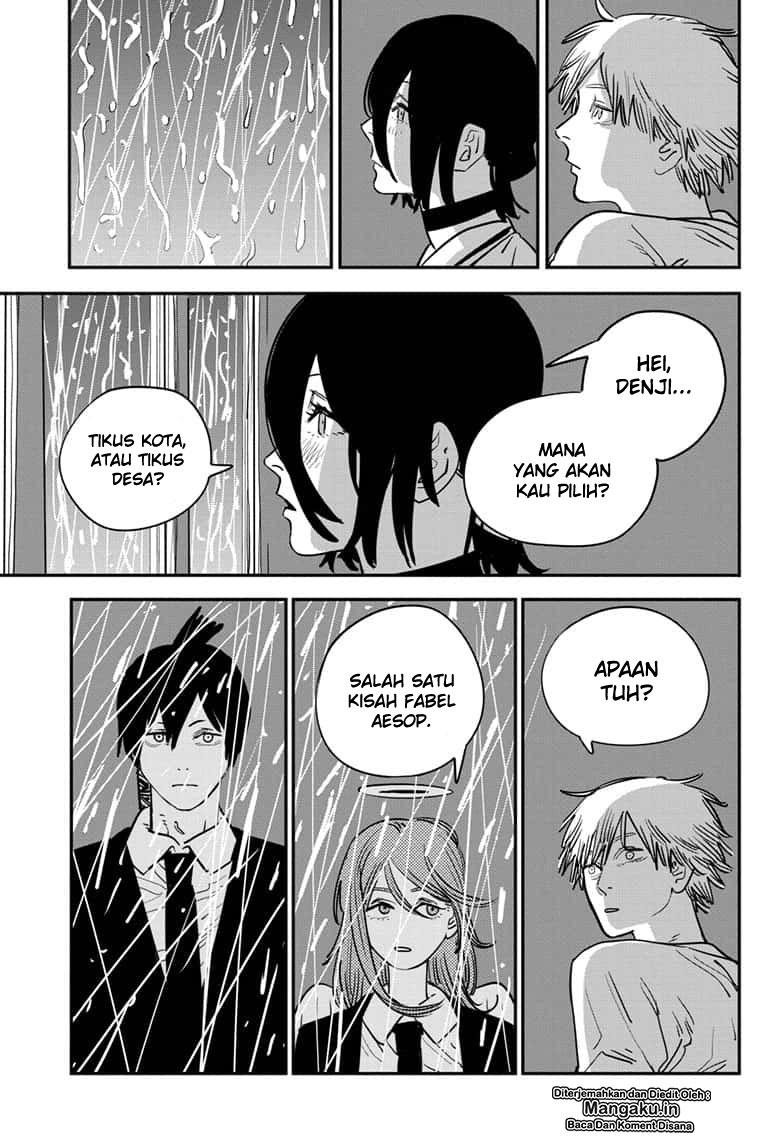 HEI,
DENJI...
MANA
YANG AKAN
KAU PILIH?
TIKUS KOTA,
ATAU TIKUS
DESA?
APAAN
TUH?
SALAH SATU
KISAH FABEL
AESOP.
Diterjemahkan dan Diedit Oleh :
Mangaku.in
Baca Dan Koment Disana